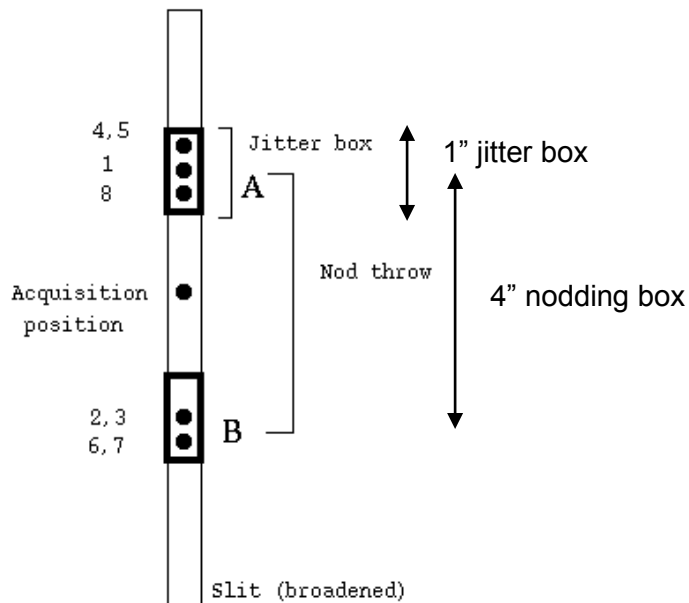 4,5
1
8
Jitter box
A
1” jitter box
Nod throw
4” nodding box
Acquisition
position
2,3
6,7
B
Slit (broadened)